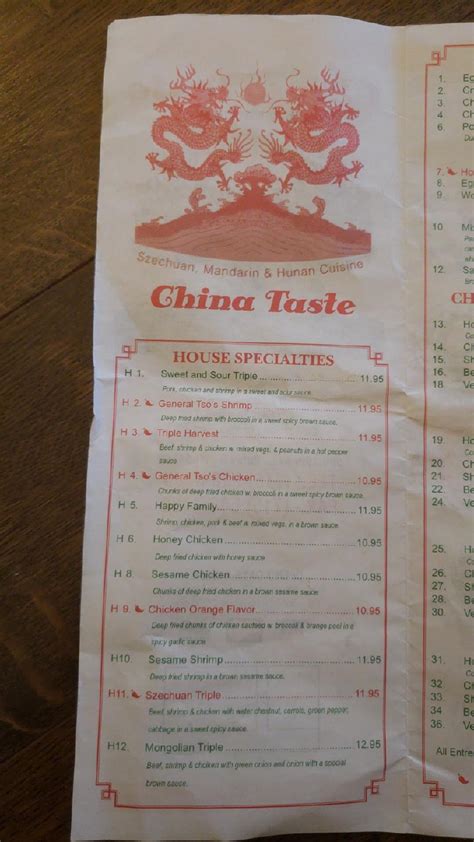 Szechuan, Mandarin & Hunan Cuisine
China Taste
HOUSE SPECIALTIES
H 1. Sweet and Sour Triple 11.95
Pork, chicken and shrimp in a sweet and sour sauce.
H 2. General Tso's Shrimp 11.95
Deep fried shrimp with broccoli in a sweet spicy brown sauce.
H 3. Triple Harvest 11.95
Beef, shrimp & chicken w. mixed vegs. & peanuts in a hot pepper
sauce.
H 4. General Tso's Chicken 10.95
Chunks of deep fried chicken w. broccoli in a sweet spicy brown sauce.
H 5. Happy Family 11.95
Shrimp, chicken, pork & beef w. mixed vegs. in a brown sauce.
H 6. Honey Chicken 10.95
Deep fried chicken with honey sauce
H 8. Sesame Chicken 10.95
Chunks of deep fried chicken in a brown sesame sauce.
H 9. Chicken Orange Flavor 10.95
Deep fried chunks of chicken w. broccoli & orange peel in a
spicy garlic sauce
H10. Sesame Shrimp 11.95
Deep fried shrimp in a brown sesame sauce.
H11. Szechuan Triple 11.95
Beef, shrimp & chicken with water chestnut, carrots, green pepper,
cabbage in a sweet spicy sauce.
H12. Mongolian Triple 12.95
Beef, shrimp & chicken with green onion and onion with a special
brown sauce.
1.
2.
3.
4.
6.
7.
8.
9.
10.
12.
CH
13.
14.
15.
16.
18.
19.
20.
21.
22.
24.
25.
26.
27.
28.
30.
31.
32
33.
34.
36.
All Entre